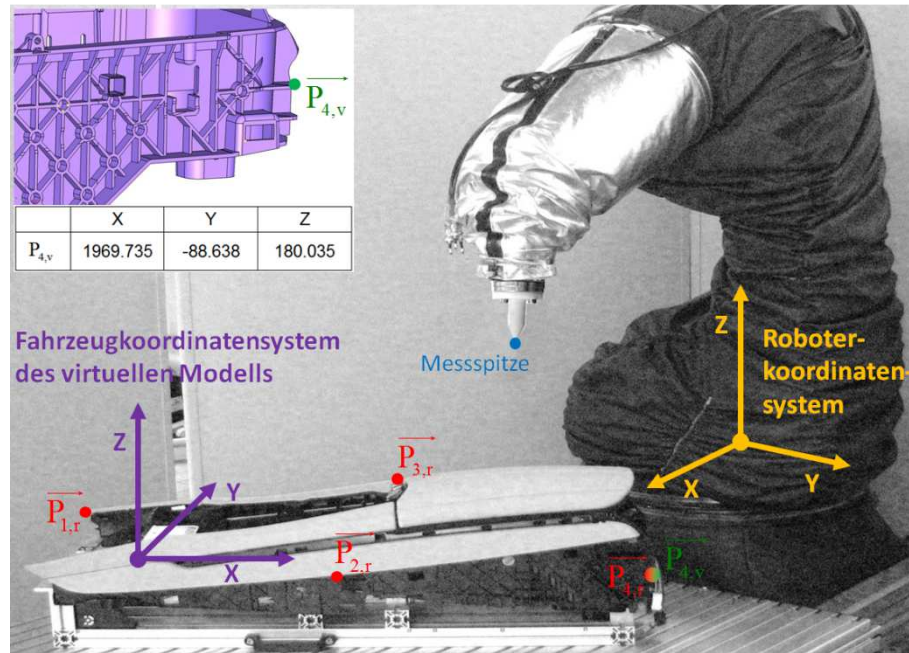 P4,v
X Y Z
P4,v 1969.735 -88.638 180.035
Fahrzeugkoordinatensystem
des virtuellen Modells
Z
Y
X
Messspitze
Z
Roboter-
koordinaten-
system
X
Y
P3,r
P1,r
P2,r
P4,r P4,v